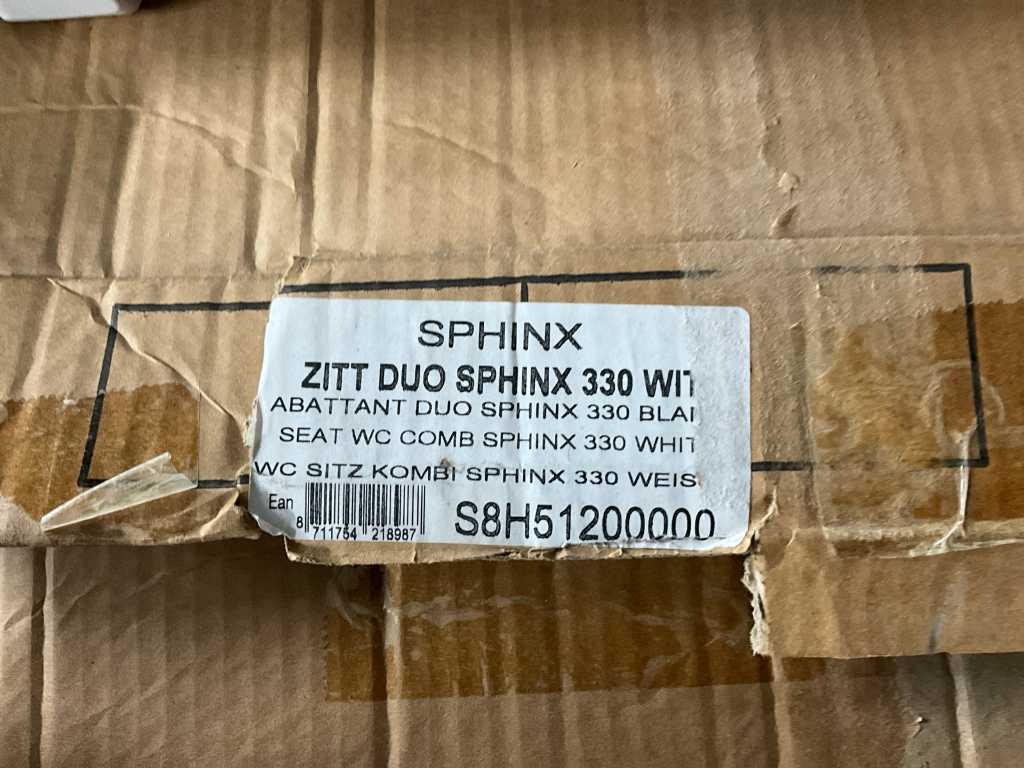 SPHINX
ZITT DUO SPHINX 330 WIT
ABATTANT DUO SPHINX 330 BLAI
SEAT WC COMB SPHINX 330 WHIT
WC SITZ KOMBI SPHINX 330 WEIS
Ean
8 711754 218987
S8H51200000